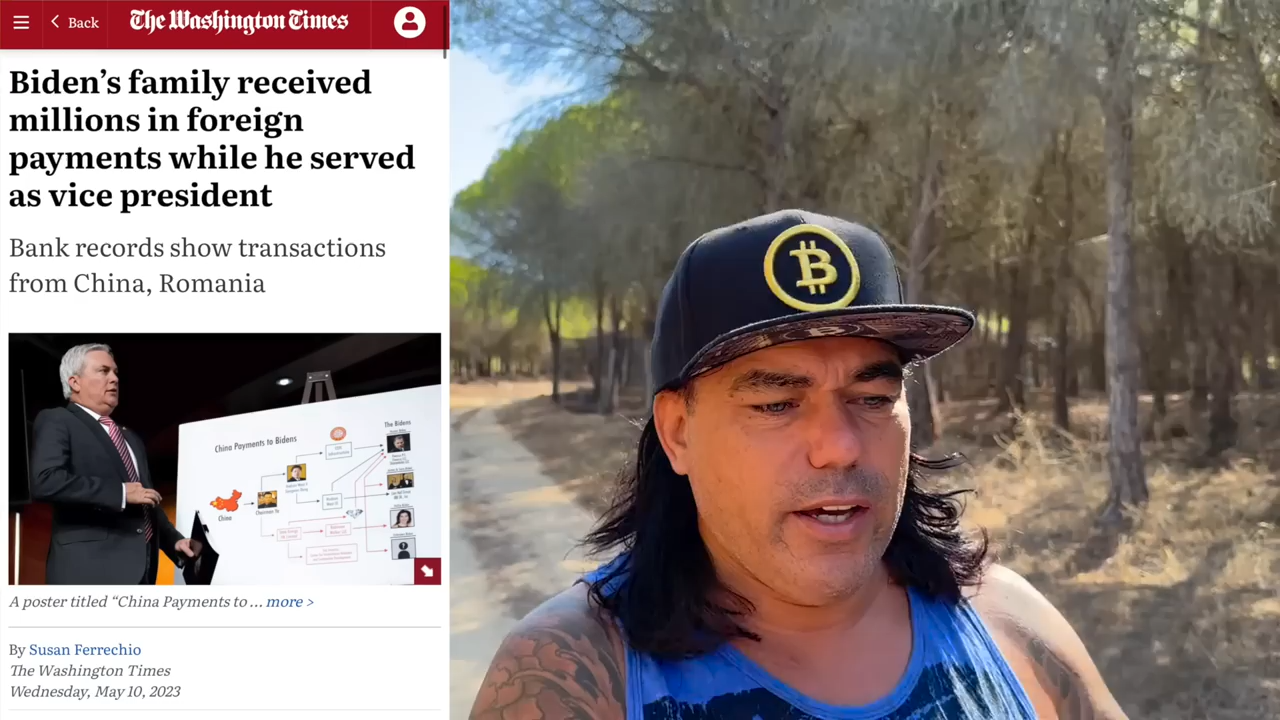 Back
The Washington Times
Biden’s family received
millions in foreign
payments while he served
as vice president
Bank records show transactions
from China, Romania
China Payments to Bidens
The Bidens
China
Chairman Ye
A poster titled “China Payments to ... more >
By Susan Ferrechio
The Washington Times
Wednesday, May 10, 2023